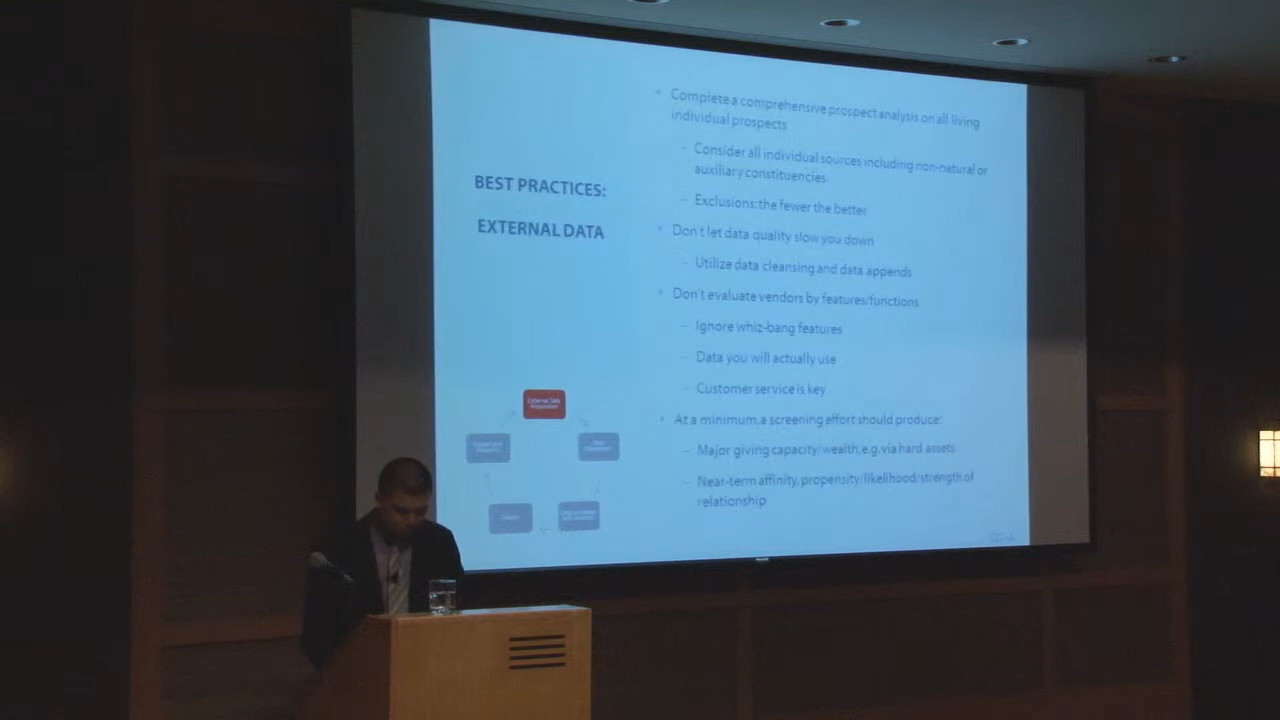 BEST PRACTICES:
EXTERNAL DATA
Complete a comprehensive prospect analysis on all living
individual prospects
– Consider all individual sources including non-natural or
auxiliary constituencies
– Exclusions: the fewer the better
Don't let data quality slow you down
– Utilize data cleansing and data appends
Don't evaluate vendors by features/functions
– Ignore whiz-bang features
– Data you will actually use
– Customer service is key
At a minimum, a screening effort should produce:
– Major giving capacity/wealth, e.g. via hard assets
– Near-term affinity, propensity/likelihood/strength of
relationship
External Data
Acquisition